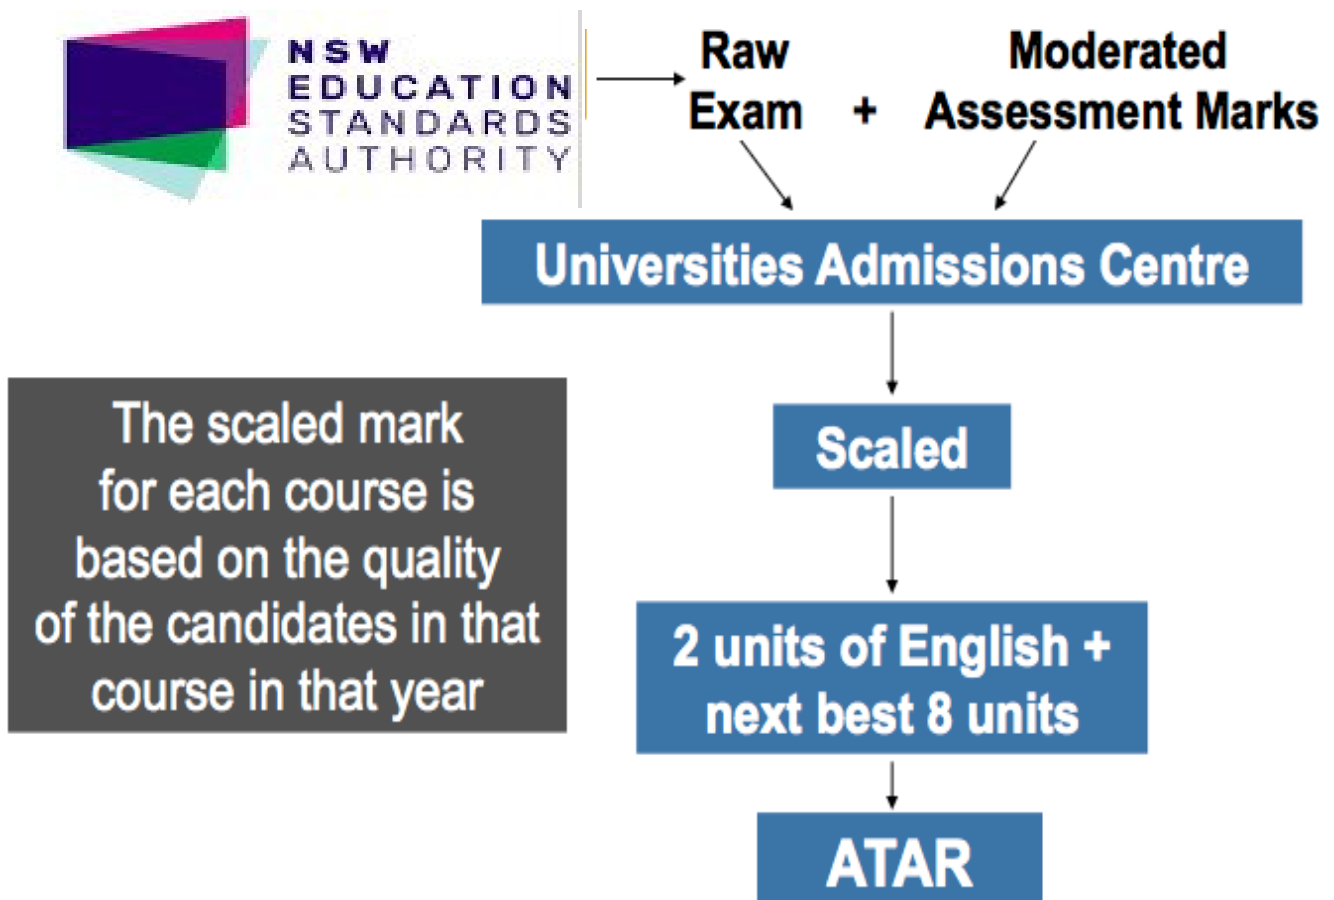 NSW
EDUCATION
STANDARDS
AUTHORITY
Raw
Exam
+
Moderated
Assessment Marks
Universities Admissions Centre
Scaled
The scaled mark
for each course is
based on the quality
of the candidates in that
course in that year
2 units of English +
next best 8 units
ATAR